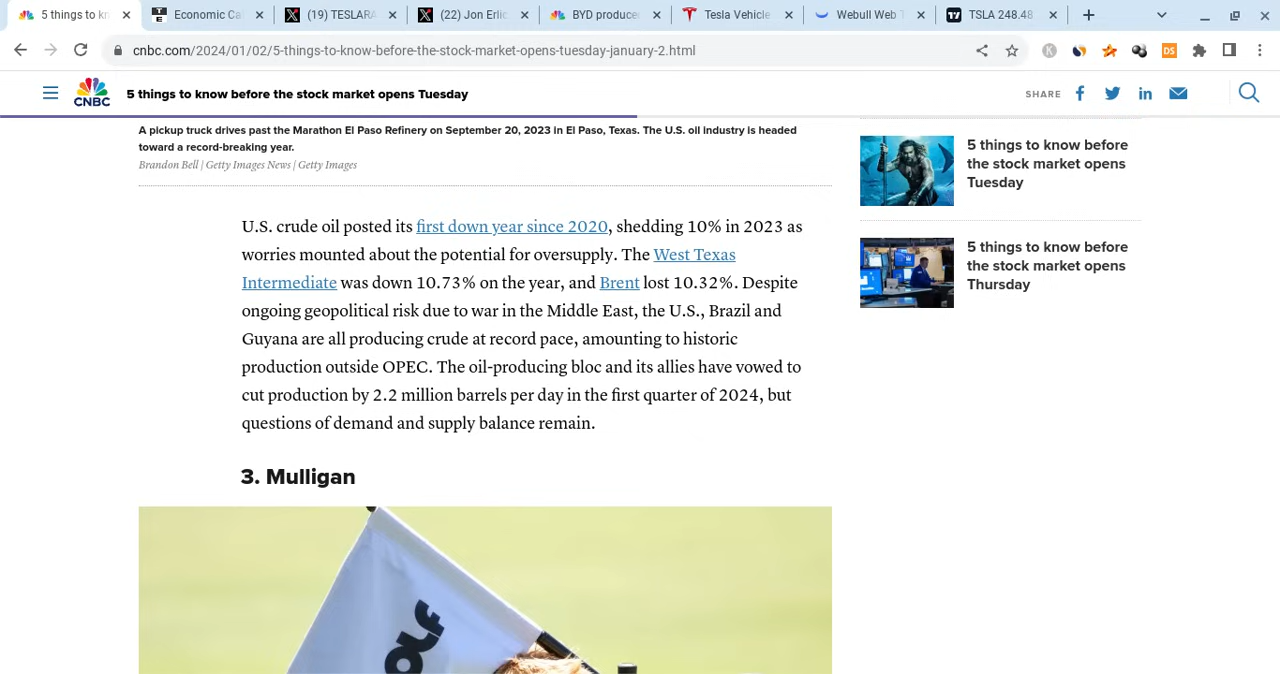 5 things to kn
Economic Ca
(19) TESLARA
(22) Jon Erlic
BYD produce
Tesla Vehicle
Webull Web T
TSLA 248.48
cnbc.com/2024/01/02/5-things-to-know-before-the-stock-market-opens-tuesday-january-2.html
DS
CNBC
5 things to know before the stock market opens Tuesday
SHARE
A pickup truck drives past the Marathon El Paso Refinery on September 20, 2023 in El Paso, Texas. The U.S. oil industry is headed
toward a record-breaking year.
Brandon Bell | Getty Images News | Getty Images
U.S. crude oil posted its first down year since 2020, shedding 10% in 2023 as
worries mounted about the potential for oversupply. The West Texas
Intermediate was down 10.73% on the year, and Brent lost 10.32%. Despite
ongoing geopolitical risk due to war in the Middle East, the U.S., Brazil and
Guyana are all producing crude at record pace, amounting to historic
production outside OPEC. The oil-producing bloc and its allies have vowed to
cut production by 2.2 million barrels per day in the first quarter of 2024, but
questions of demand and supply balance remain.
3. Mulligan
olf
5 things to know before
the stock market opens
Tuesday
5 things to know before
the stock market opens
Thursday